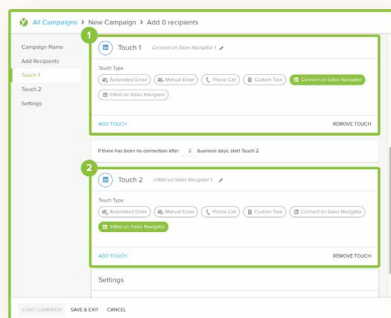 All Campaigns > New Campaign > Add 0 recipients
Campaign Name
Add Recipients
Touch 1
Touch 2
Settings
1
Touch 1 Connect on Sales Navigator 1
Touch Type
Automated Email Manual Email Phone Call Custom Task Connect on Sales Navigator
InMail on Sales Navigator
ADD TOUCH REMOVE TOUCH
If there has been no connection after 2 business days, start Touch 2.
2
Touch 2 InMail on Sales Navigator 1
Touch Type
Automated Email Manual Email Phone Call Custom Task Connect on Sales Navigator
InMail on Sales Navigator
ADD TOUCH REMOVE TOUCH
Settings
START CAMPAIGN SAVE & EXIT CANCEL